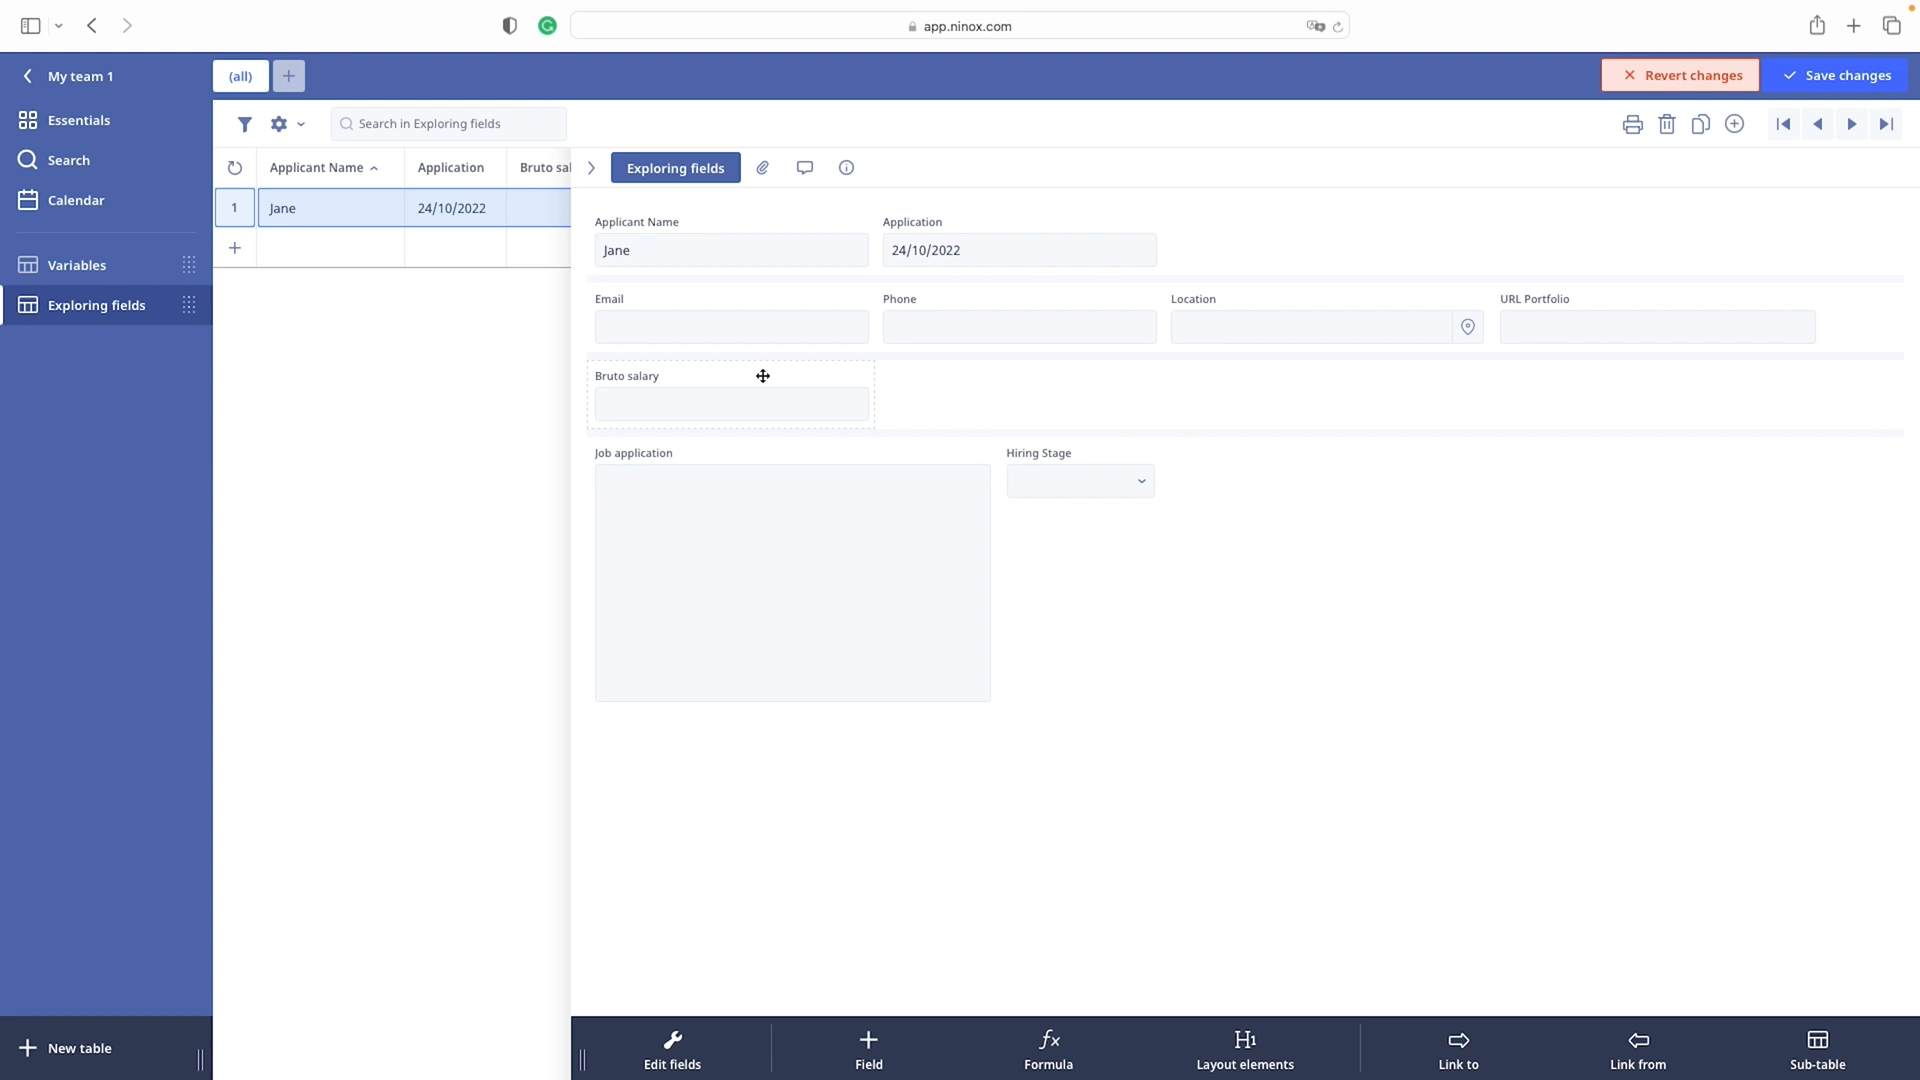 app.ninox.com
My team 1
(all)
Revert changes
Save changes
Essentials
Search
Calendar
Variables
Exploring fields
New table
Search in Exploring fields
Applicant Name
Application
Bruto sal
1
Jane
24/10/2022
Exploring fields
Applicant Name
Application
Jane
24/10/2022
Email
Phone
Location
URL Portfolio
Bruto salary
Job application
Hiring Stage
Edit fields
Field
fx
Formula
H1
Layout elements
Link to
Link from
Sub-table